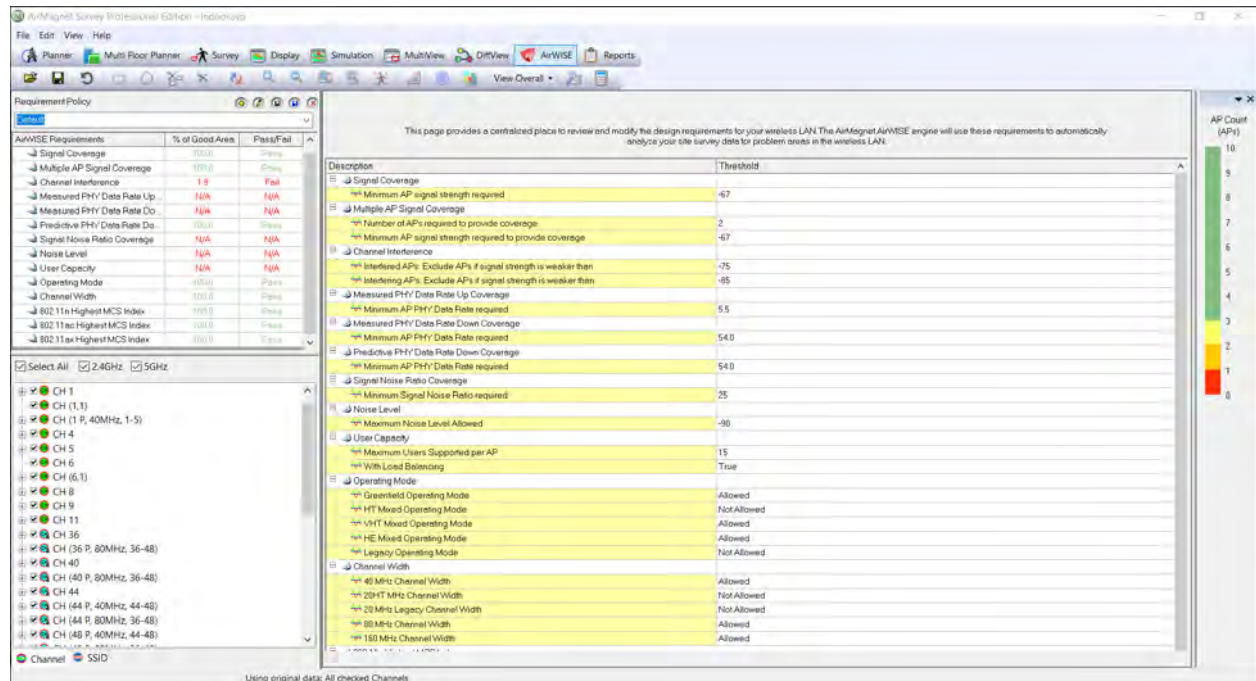 AirMagnet Survey Professional Edition - Indoor.svp
File Edit View Help
Planner Multi Floor Planner Survey Display Simulation MultiView DiffView AirWISE Reports
View Overall
Requirement Policy
Default
AirWISE Requirements % of Good Area Pass/Fail
Signal Coverage 100.0 Pass
Multiple AP Signal Coverage 100.0 Pass
Channel Interference 1.8 Fail
Measured PHY Data Rate Up... N/A N/A
Measured PHY Data Rate Do... N/A N/A
Predictive PHY Data Rate Do... 100.0 Pass
Signal Noise Ratio Coverage N/A N/A
Noise Level N/A N/A
User Capacity N/A N/A
Operating Mode 100.0 Pass
Channel Width 100.0 Pass
802.11n Highest MCS Index 100.0 Pass
802.11ac Highest MCS Index 100.0 Pass
802.11ax Highest MCS Index 100.0 Pass
Select All 2.4GHz 5GHz
CH 1
CH (1,1)
CH (1 P, 40MHz, 1-5)
CH 4
CH 5
CH 6
CH (6,1)
CH 8
CH 9
CH 11
CH 36
CH (36 P, 80MHz, 36-48)
CH 40
CH (40 P, 80MHz, 36-48)
CH 44
CH (44 P, 40MHz, 44-48)
CH (44 P, 80MHz, 36-48)
CH (48 P, 40MHz, 44-48)
Channel SSID
This page provides a centralized place to review and modify the design requirements for your wireless LAN. The AirMagnet AirWISE engine will use these requirements to automatically
analyze your site survey data for problem areas in the wireless LAN.
Description Threshold
Signal Coverage
Minimum AP signal strength required -67
Multiple AP Signal Coverage
Number of APs required to provide coverage 2
Minimum AP signal strength required to provide coverage -67
Channel Interference
Interfered APs: Exclude APs if signal strength is weaker than -75
Interfering APs: Exclude APs if signal strength is weaker than -85
Measured PHY Data Rate Up Coverage
Minimum AP PHY Data Rate required 5.5
Measured PHY Data Rate Down Coverage
Minimum AP PHY Data Rate required 54.0
Predictive PHY Data Rate Down Coverage
Minimum AP PHY Data Rate required 54.0
Signal Noise Ratio Coverage
Minimum Signal Noise Ratio required 25
Noise Level
Maximum Noise Level Allowed -90
User Capacity
Maximum Users Supported per AP 15
With Load Balancing True
Operating Mode
Greenfield Operating Mode Allowed
HT Mixed Operating Mode Not Allowed
VHT Mixed Operating Mode Allowed
HE Mixed Operating Mode Allowed
Legacy Operating Mode Not Allowed
Channel Width
40 MHz Channel Width Allowed
20HT MHz Channel Width Not Allowed
20 MHz Legacy Channel Width Not Allowed
80 MHz Channel Width Allowed
160 MHz Channel Width Allowed
AP Count
(APs)
10
9
8
7
6
5
4
3
2
1
0
Using original data: All checked Channels